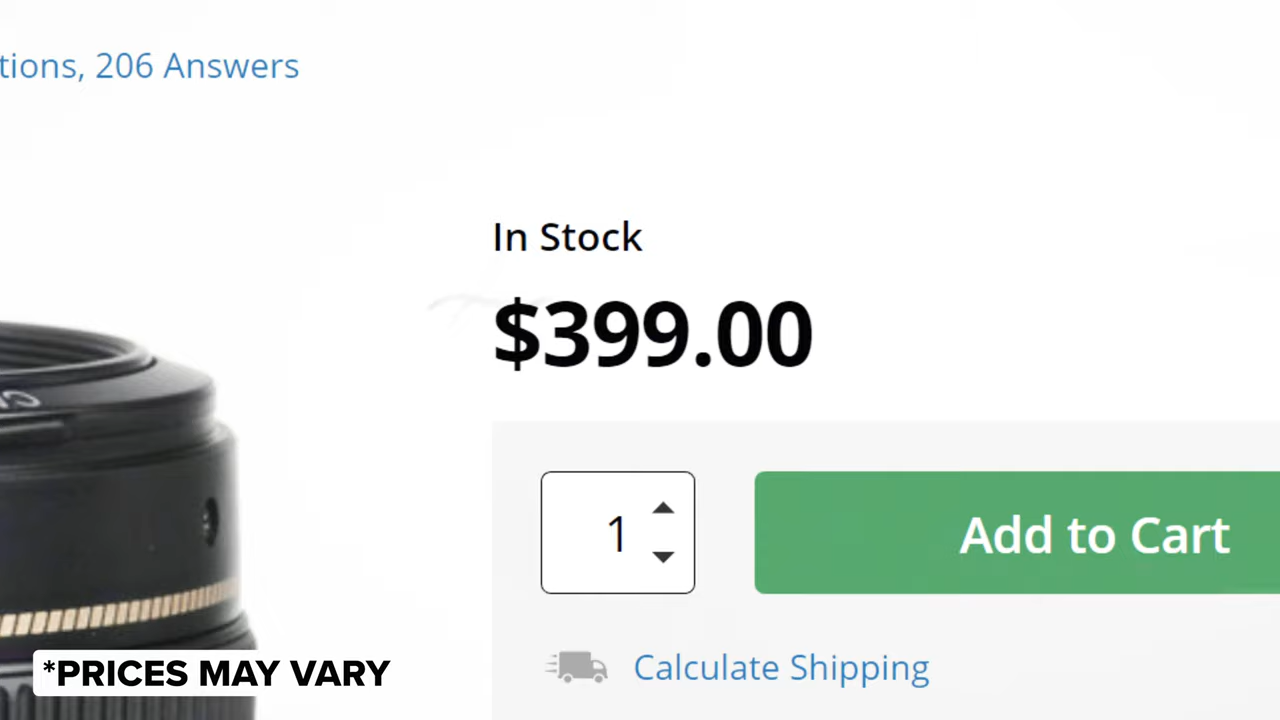 tions, 206 Answers
In Stock
$399.00
1
Add to Cart
Calculate Shipping
*PRICES MAY VARY